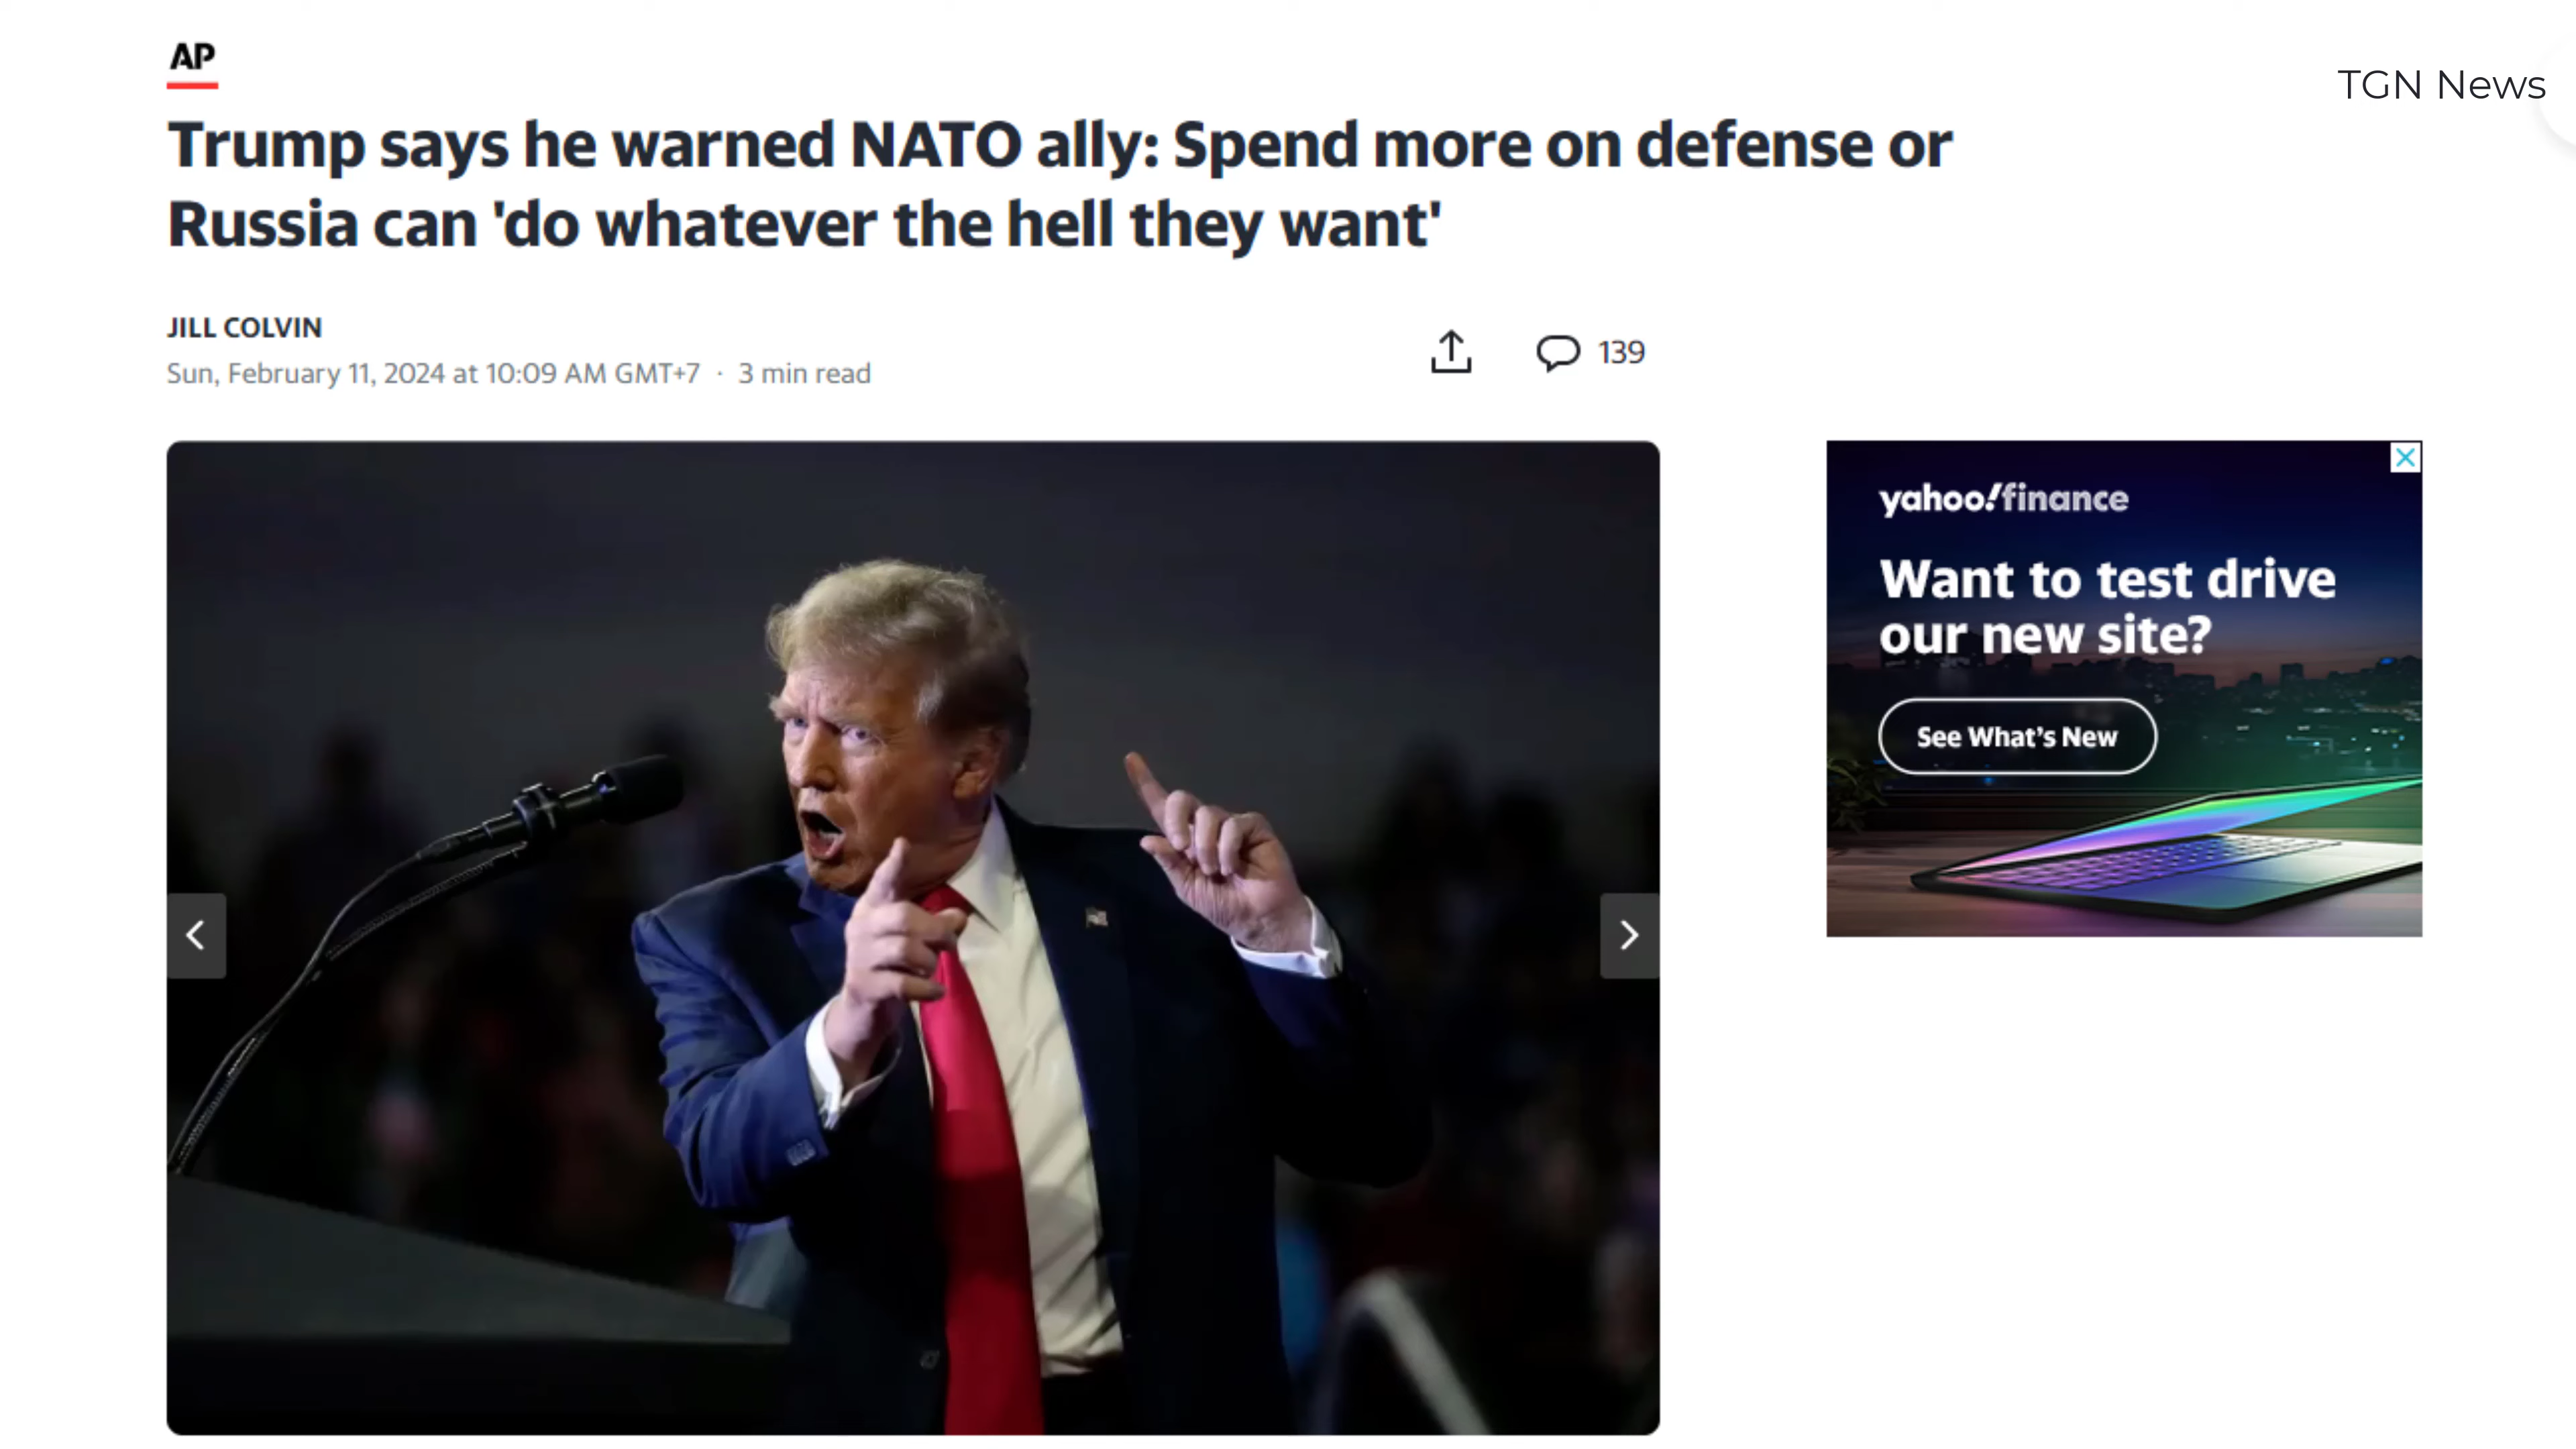 AP
TGN News
Trump says he warned NATO ally: Spend more on defense or
Russia can 'do whatever the hell they want'
JILL COLVIN
Sun, February 11, 2024 at 10:09 AM GMT+7 · 3 min read
139
yahoo!finance
Want to test drive
our new site?
See What's New